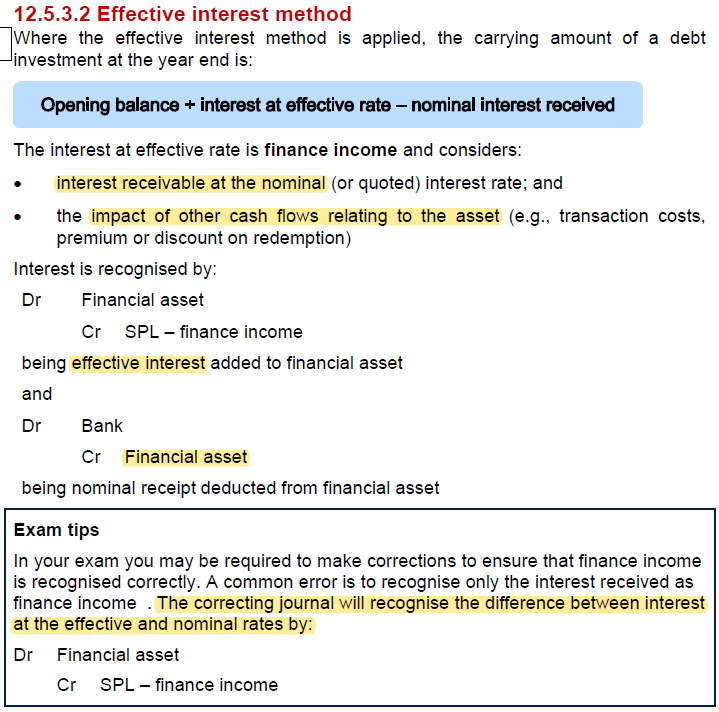 12.5.3.2 Effective interest method
Where the effective interest method is applied, the carrying amount of a debt
investment at the year end is:
Opening balance + interest at effective rate – nominal interest received
The interest at effective rate is finance income and considers:
• interest receivable at the nominal (or quoted) interest rate; and
• the impact of other cash flows relating to the asset (e.g., transaction costs,
premium or discount on redemption)
Interest is recognised by:
Dr Financial asset
Cr SPL – finance income
being effective interest added to financial asset
and
Dr Bank
Cr Financial asset
being nominal receipt deducted from financial asset
Exam tips
In your exam you may be required to make corrections to ensure that finance income
is recognised correctly. A common error is to recognise only the interest received as
finance income . The correcting journal will recognise the difference between interest
at the effective and nominal rates by:
Dr Financial asset
Cr SPL – finance income